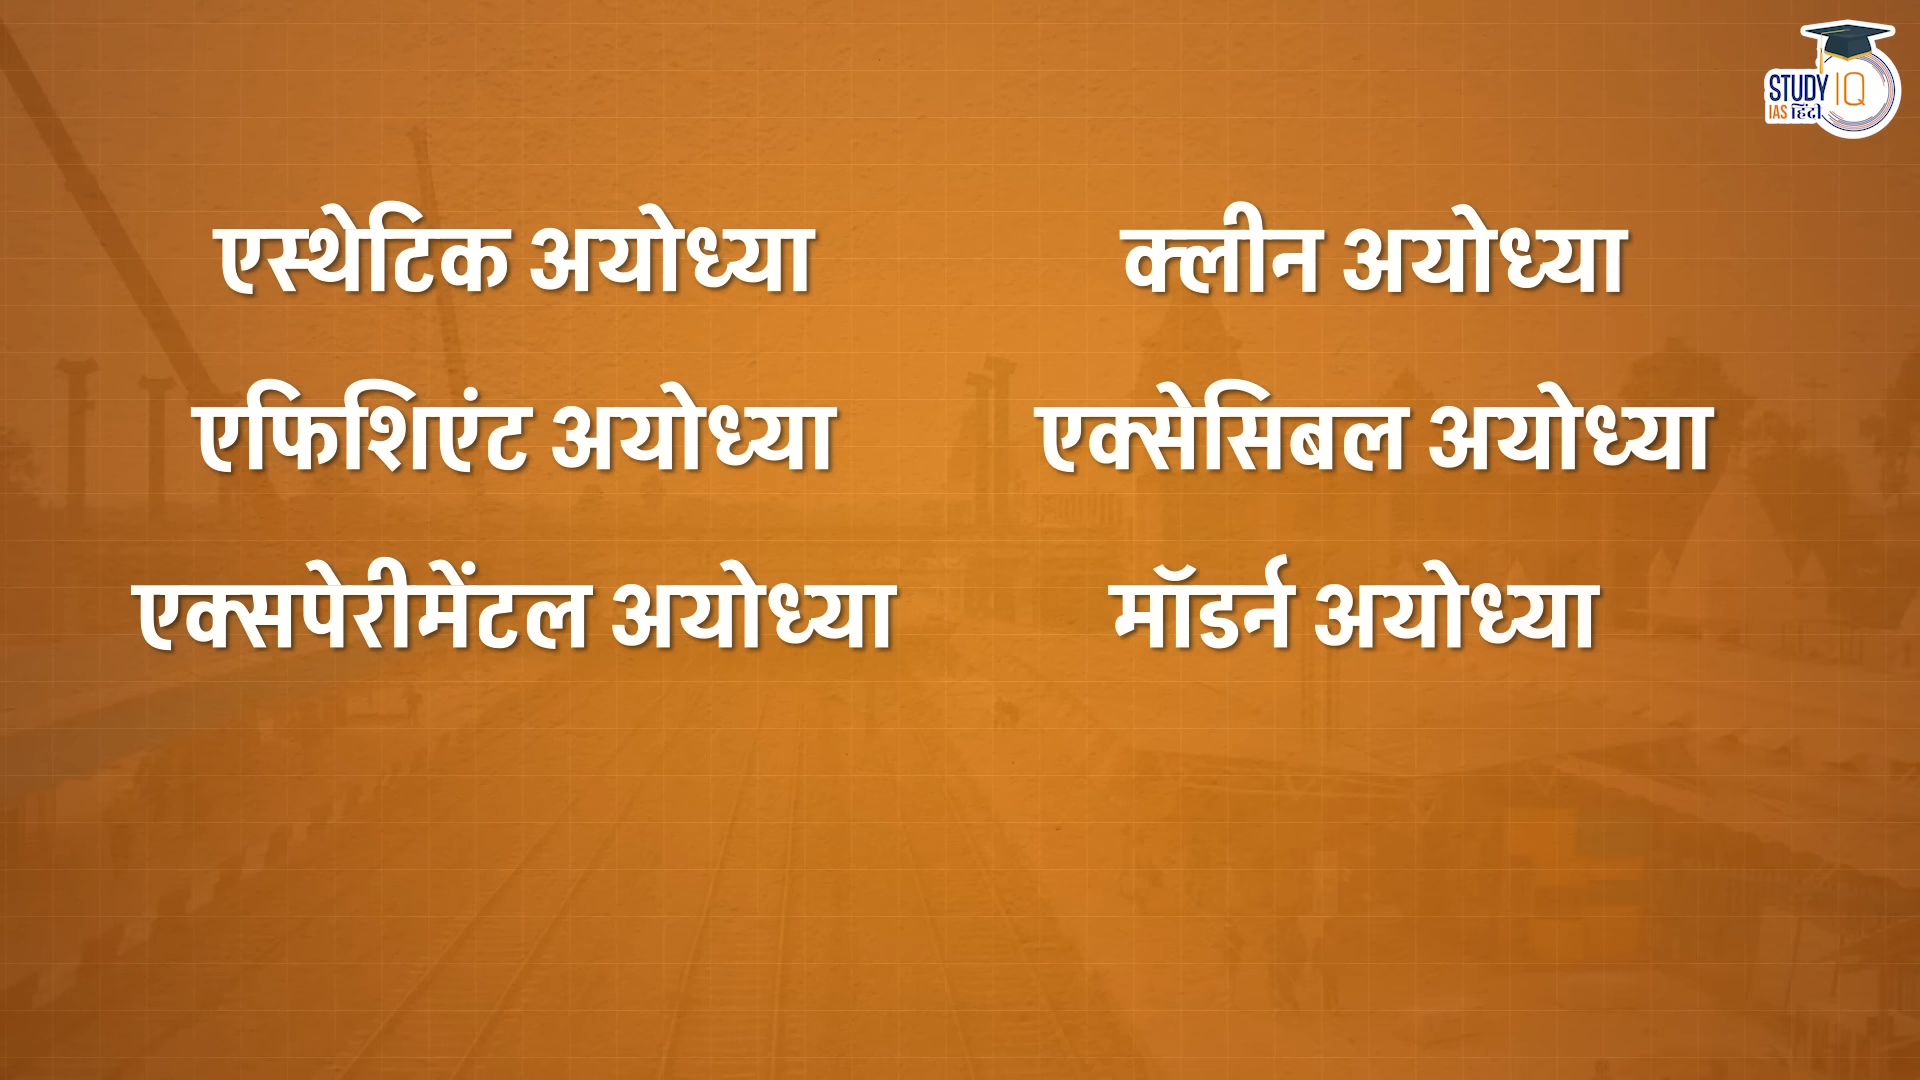 STUDY IQ
IAS हिंदी
एस्थेटिक अयोध्या
क्लीन अयोध्या
एफिशिएंट अयोध्या
एक्सेसिबल अयोध्या
एक्सपेरीमेंटल अयोध्या
मॉडर्न अयोध्या